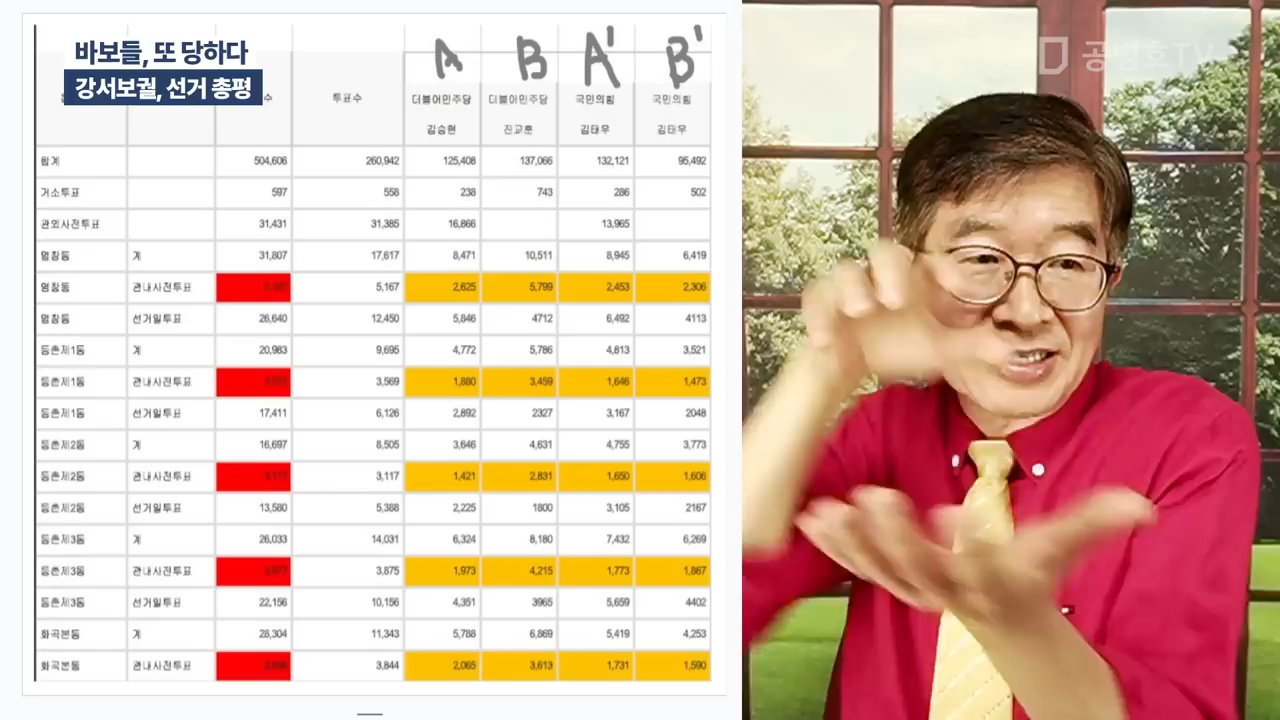 바보들, 또 당하다
강서보궐, 선거 총평
공병호TV
A B A' B'
수 투표수 더불어민주당 더불어민주당 국민의힘 국민의힘
김승현 진교훈 김태우 김태우
합계 504,606 260,942 125,408 137,066 132,121 95,492
거소투표 597 558 238 743 286 502
관외사전투표 31,431 31,385 16,866 13,965
염창동 계 31,807 17,617 8,471 10,511 8,945 6,419
염창동 관내사전투표 5,167 2,625 5,799 2,453 2,306
염창동 선거일투표 26,640 12,450 5,846 4712 6,492 4113
등촌제1동 계 20,983 9,695 4,772 5,786 4,813 3,521
등촌제1동 관내사전투표 3,569 1,880 3,459 1,646 1,473
등촌제1동 선거일투표 17,411 6,126 2,892 2327 3,167 2048
등촌제2동 계 16,697 8,505 3,646 4,631 4,755 3,773
등촌제2동 관내사전투표 3,117 1,421 2,831 1,650 1,606
등촌제2동 선거일투표 13,580 5,388 2,225 1800 3,105 2167
등촌제3동 계 26,033 14,031 6,324 8,180 7,432 6,269
등촌제3동 관내사전투표 3,875 1,973 4,215 1,773 1,867
등촌제3동 선거일투표 22,156 10,156 4,351 3965 5,659 4402
화곡본동 계 28,304 11,343 5,788 6,869 5,419 4,253
화곡본동 관내사전투표 3,844 2,065 3,613 1,731 1,590